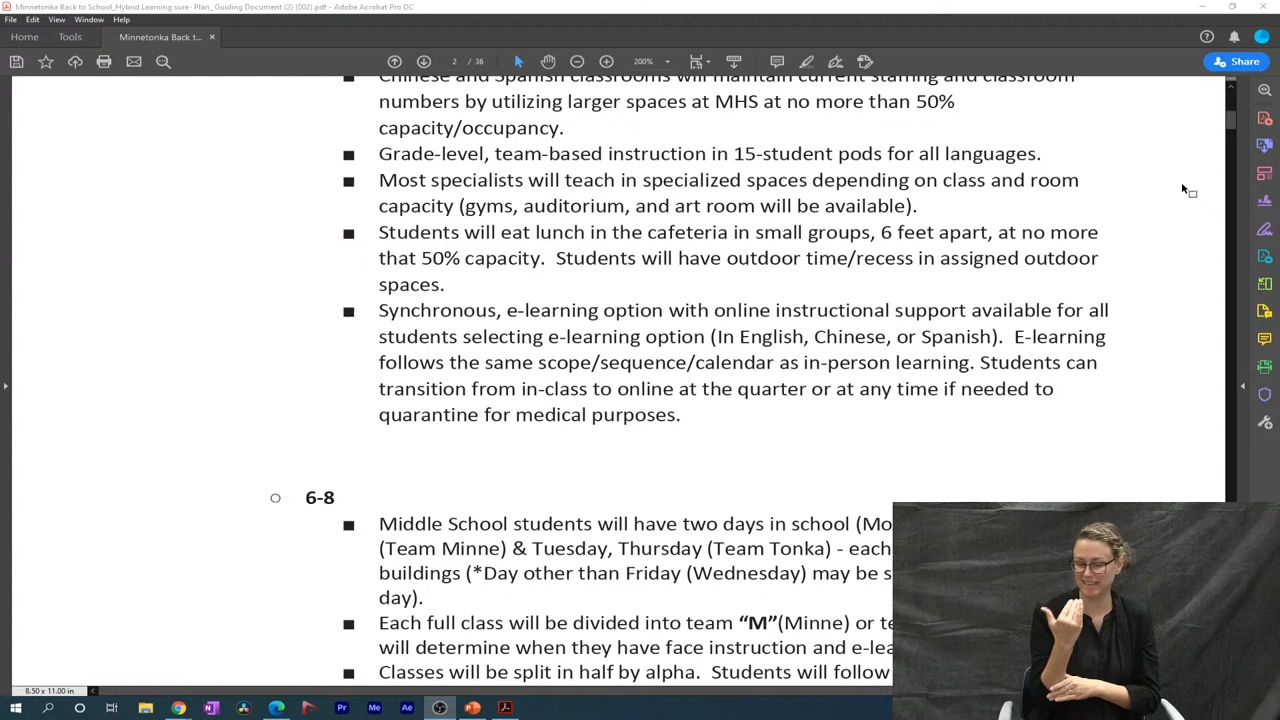 Minnetonka Back to School_Hybrid Learning sure- Plan_ Guiding Document (2) (002).pdf - Adobe Acrobat Pro DC
File Edit View Window Help
Home Tools Minnetonka Back t... ×
2 / 36 200% Share
Chinese and Spanish classrooms will maintain current staffing and classroom
numbers by utilizing larger spaces at MHS at no more than 50%
capacity/occupancy.
■ Grade-level, team-based instruction in 15-student pods for all languages.
■ Most specialists will teach in specialized spaces depending on class and room
capacity (gyms, auditorium, and art room will be available).
■ Students will eat lunch in the cafeteria in small groups, 6 feet apart, at no more
that 50% capacity. Students will have outdoor time/recess in assigned outdoor
spaces.
■ Synchronous, e-learning option with online instructional support available for all
students selecting e-learning option (In English, Chinese, or Spanish). E-learning
follows the same scope/sequence/calendar as in-person learning. Students can
transition from in-class to online at the quarter or at any time if needed to
quarantine for medical purposes.
○ 6-8
■ Middle School students will have two days in school (Mo
(Team Minne) & Tuesday, Thursday (Team Tonka) - each
buildings (*Day other than Friday (Wednesday) may be s
day).
■ Each full class will be divided into team “M”(Minne) or te
will determine when they have face instruction and e-lea
■ Classes will be split in half by alpha. Students will follow
8.50 x 11.00 in
Pr Me Ae